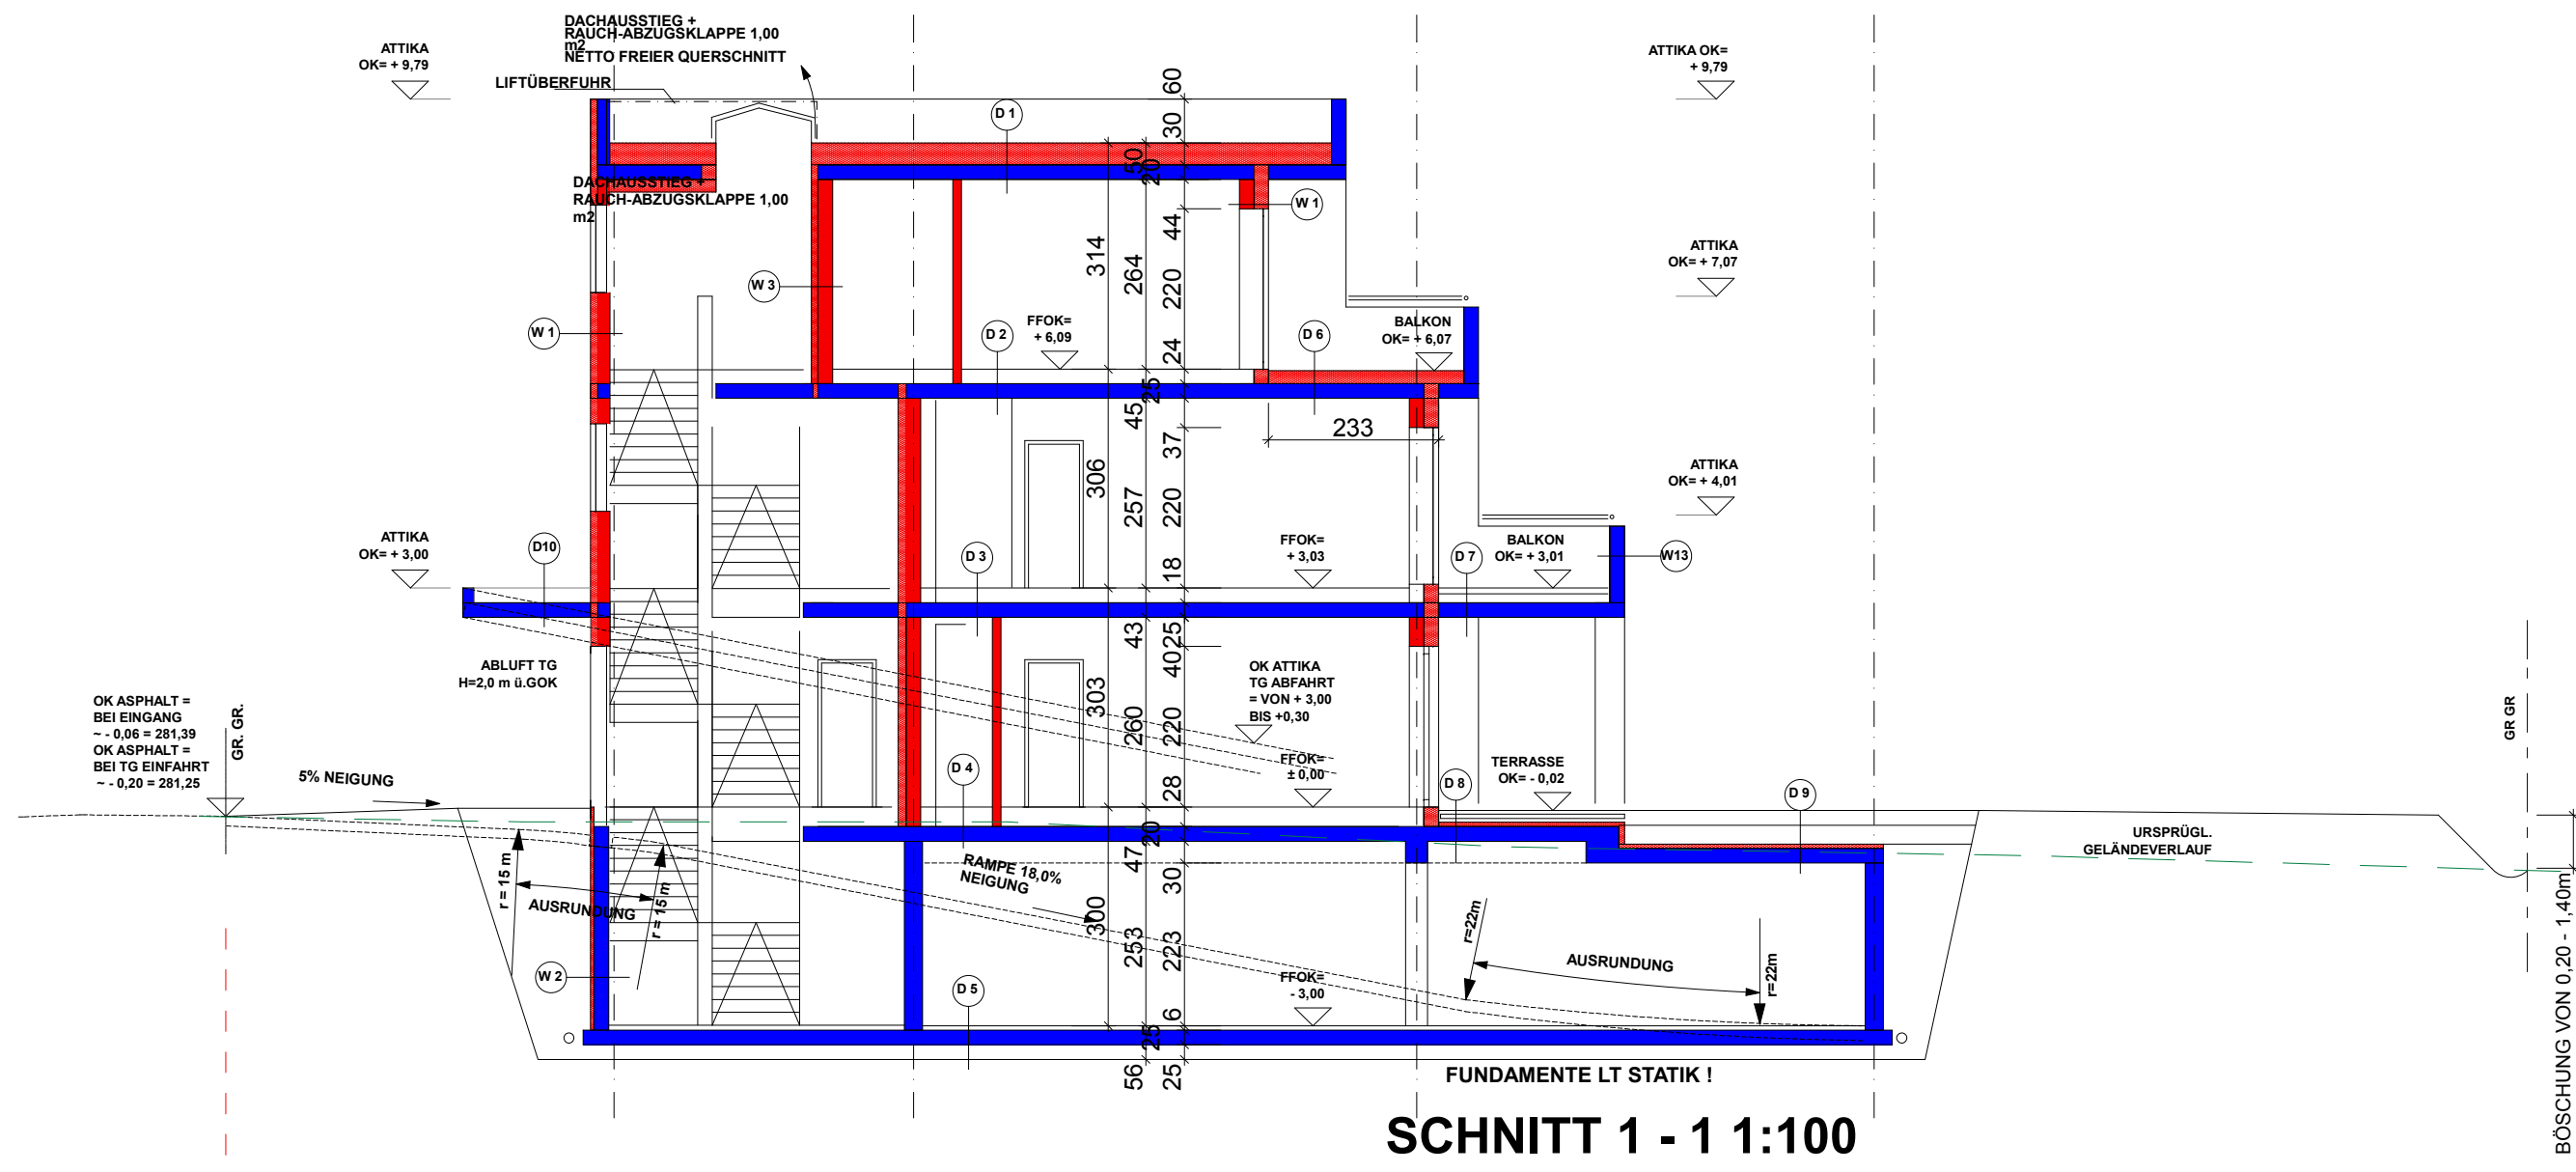 DACHAUSSTIEG +
RAUCH-ABZUGSKLAPPE 1,00
m2
NETTO FREIER QUERSCHNITT
LIFTÜBERFUHR
ATTIKA
OK= + 9,79
ATTIKA OK=
+ 9,79
D 1
60
30
50
20
DACHAUSSTIEG +
RAUCH-ABZUGSKLAPPE 1,00
m2
W 1
44
314
264
220
24
W 3
W 1
D 2
FFOK=
+ 6,09
D 6
BALKON
OK= + 6,07
ATTIKA
OK= + 7,07
25
45
37
233
306
257
220
18
ATTIKA
OK= + 4,01
ATTIKA
OK= + 3,00
D10
D 3
FFOK=
+ 3,03
D 7
BALKON
OK= + 3,01
W13
43
25
40
ABLUFT TG
H=2,0 m ü.GOK
OK ATTIKA
TG ABFAHRT
= VON + 3,00
BIS +0,30
303
260
220
28
OK ASPHALT =
BEI EINGANG
~ - 0,06 = 281,39
OK ASPHALT =
BEI TG EINFAHRT
~ - 0,20 = 281,25
GR. GR.
GR GR
5% NEIGUNG
D 4
FFOK=
± 0,00
D 8
TERRASSE
OK= - 0,02
D 9
URSPRÜGL.
GELÄNDEVERLAUF
20
47
30
RAMPE 18,0%
NEIGUNG
r = 15 m
AUSRUNDUNG
r = 15 m
300
253
223
6
r=22m
AUSRUNDUNG
r=22m
W 2
D 5
FFOK=
- 3,00
25
56
25
BÖSCHUNG VON 0,20 - 1,40m
FUNDAMENTE LT STATIK !
SCHNITT 1 - 1 1:100